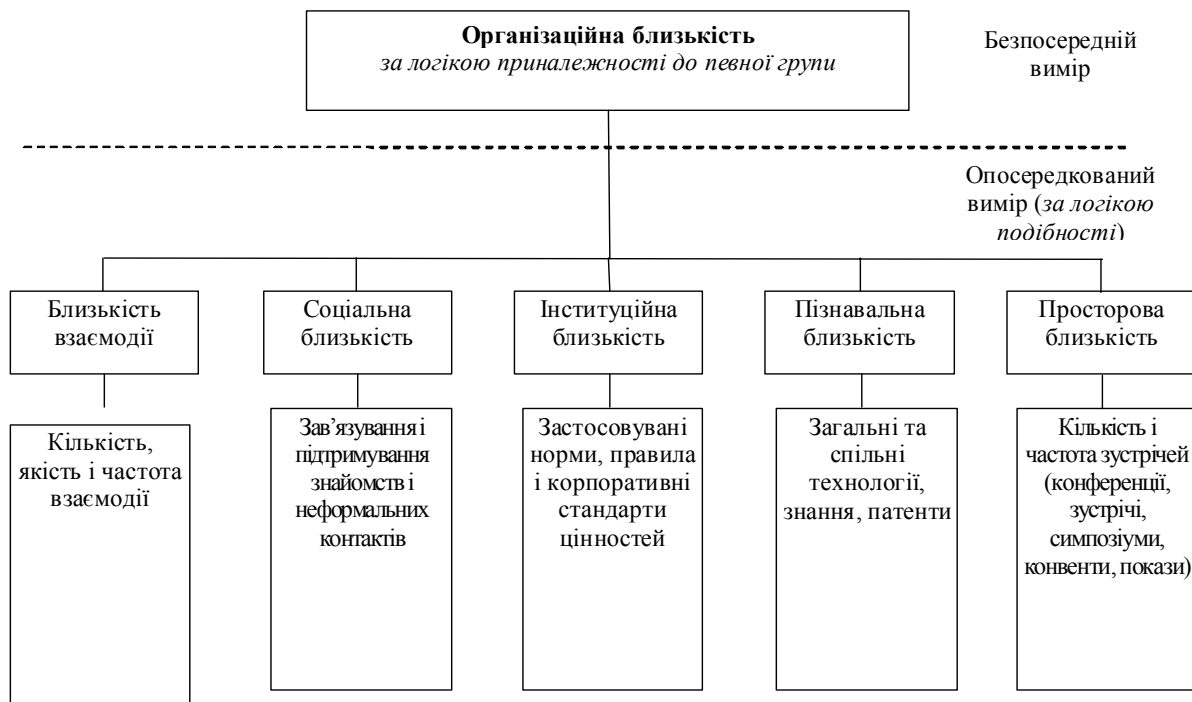 Організаційна близькість
за логікою приналежності до певної групи
Безпосередній
вимір
Опосередкований
вимір (за логікою
подібності)
Близькість
взаємодії
Соціальна
близькість
Інституційна
близькість
Пізнавальна
близькість
Просторова
близькість
Кількість,
якість і частота
взаємодії
Зав’язування і
підтримування
знайомств і
неформальних
контактів
Застосовувані
норми, правила
і корпоративні
стандарти
цінностей
Загальні та
спільні
технології,
знання, патенти
Кількість і
частота зустрічей
(конференції,
зустрічі,
симпозіуми,
конвенти, покази)